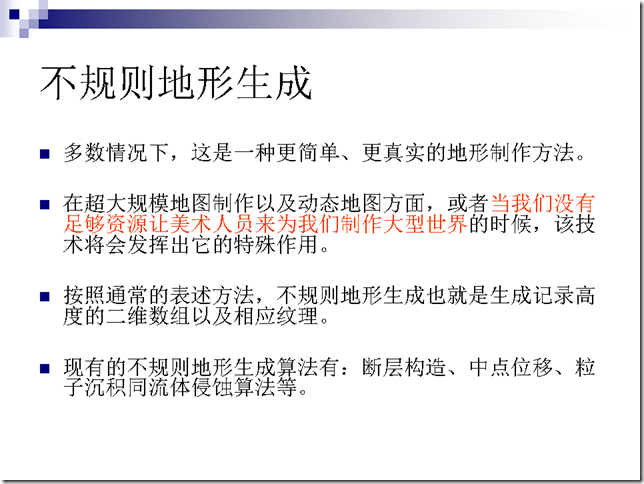 不规则地形生成
多数情况下，这是一种更简单、更真实的地形制作方法。
在超大规模地图制作以及动态地图方面，或者当我们没有
足够资源让美术人员来为我们制作大型世界的时候，该技
术将会发挥出它的特殊作用。
按照通常的表述方法，不规则地形生成也就是生成记录高
度的二维数组以及相应纹理。
现有的不规则地形生成算法有：断层构造、中点位移、粒
子沉积同流体侵蚀算法等。